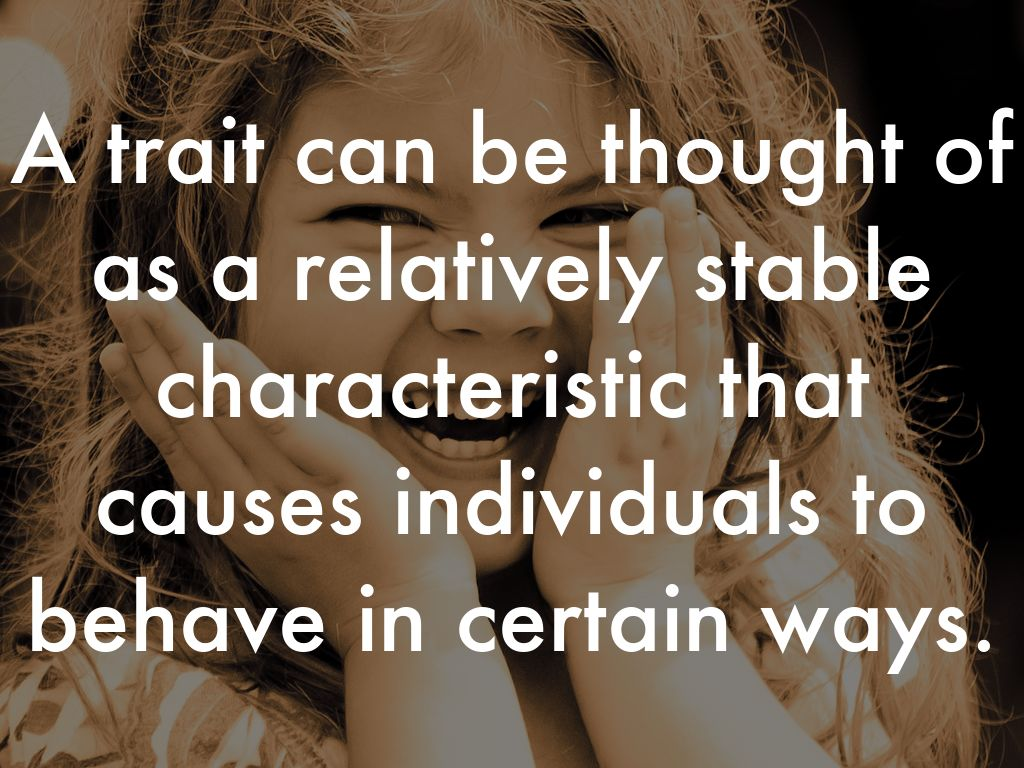 A trait can be thought of
as a relatively stable
characteristic that
causes individuals to
behave in certain ways.